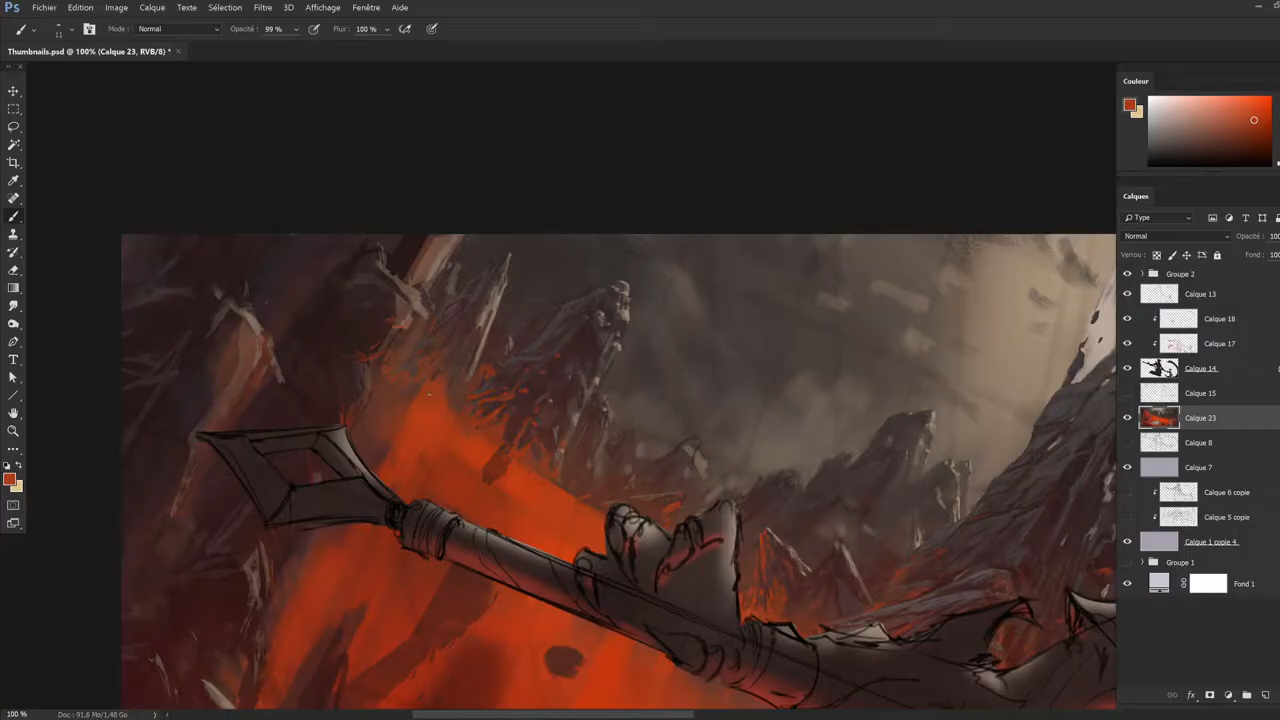 Ps Fichier Edition Image Calque Texte Sélection Filtre 3D Affichage Fenêtre Aide
11 Mode : Normal Opacité : 99 % Flux : 100 %
Thumbnails.psd @ 100% (Calque 23, RVB/8) *
Couleur
Calques
Type
Normal Opacité : 100
Verrou : Fond : 100
Groupe 2
Calque 13
Calque 18
Calque 17
Calque 14
Calque 15
Calque 23
Calque 8
Calque 7
Calque 6 copie
Calque 5 copie
Calque 1 copie 4
Groupe 1
Fond 1
100 % Doc : 91,6 Mo/1,48 Go